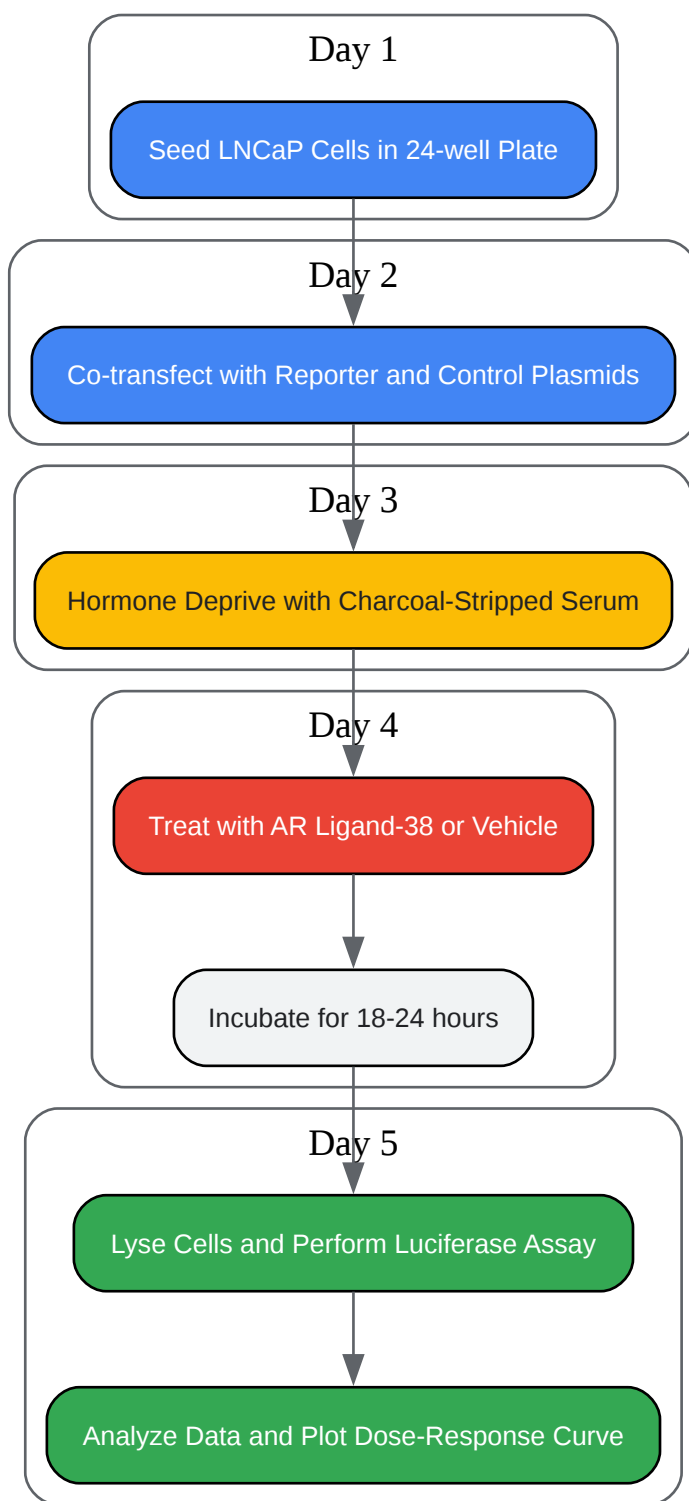 Day 1
Seed LNCaP Cells in 24-well Plate
Day 2
Co-transfect with Reporter and Control Plasmids
Day 3
Hormone Deprive with Charcoal-Stripped Serum
Day 4
Treat with AR Ligand-38 or Vehicle
Incubate for 18-24 hours
Day 5
Lyse Cells and Perform Luciferase Assay
Analyze Data and Plot Dose-Response Curve